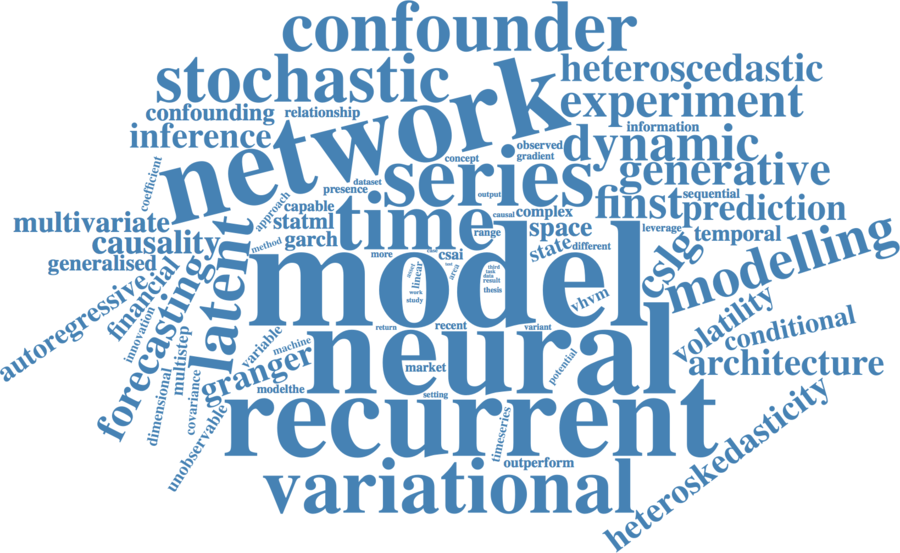 confounder
stochastic
heteroscedastic
confounding
relationship
experiment
inference
network
information
observed
dynamic
concept
gradient
generative
coefficient
dataset
series
presence
output
sequential
approach
capable
finst
prediction
multivariate
statml
time
causal
complex
space
leverage
temporal
causality
method
garch
range
state
different
generalised
latent
more
csai
cslg
modelling
model
linear
area
third
task
data
result
work
study
thesis
vhvm
autoregressive
financial
innovation
forecasting
multistep
volatility
conditional
variable
machine
return
recent
variant
neural
granger
market
potential
architecture
dimensional
covariance
modelthe
setting
recurrent
unobservable
timeseries
outperform
variational
heteroskedasticity